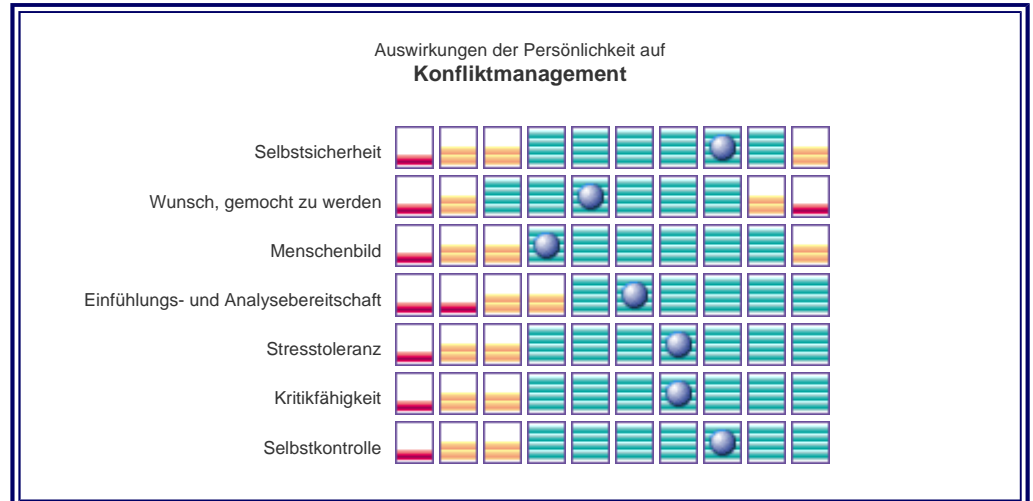 Auswirkungen der Persönlichkeit auf
Konfliktmanagement
Selbstsicherheit
Wunsch, gemocht zu werden
Menschenbild
Einfühlungs- und Analysebereitschaft
Stresstoleranz
Kritikfähigkeit
Selbstkontrolle